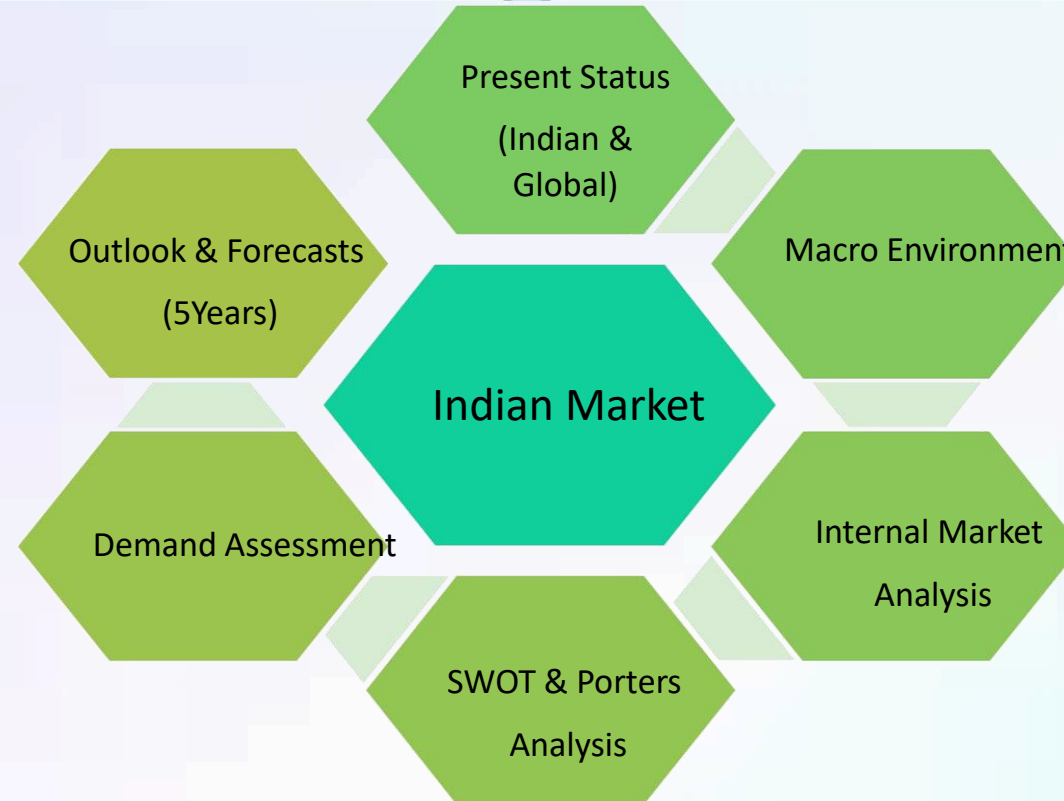 Present Status
(Indian &
Global)
Outlook & Forecasts
(5Years)
Macro Environment
Indian Market
Demand Assessment
Internal Market
Analysis
SWOT & Porters
Analysis